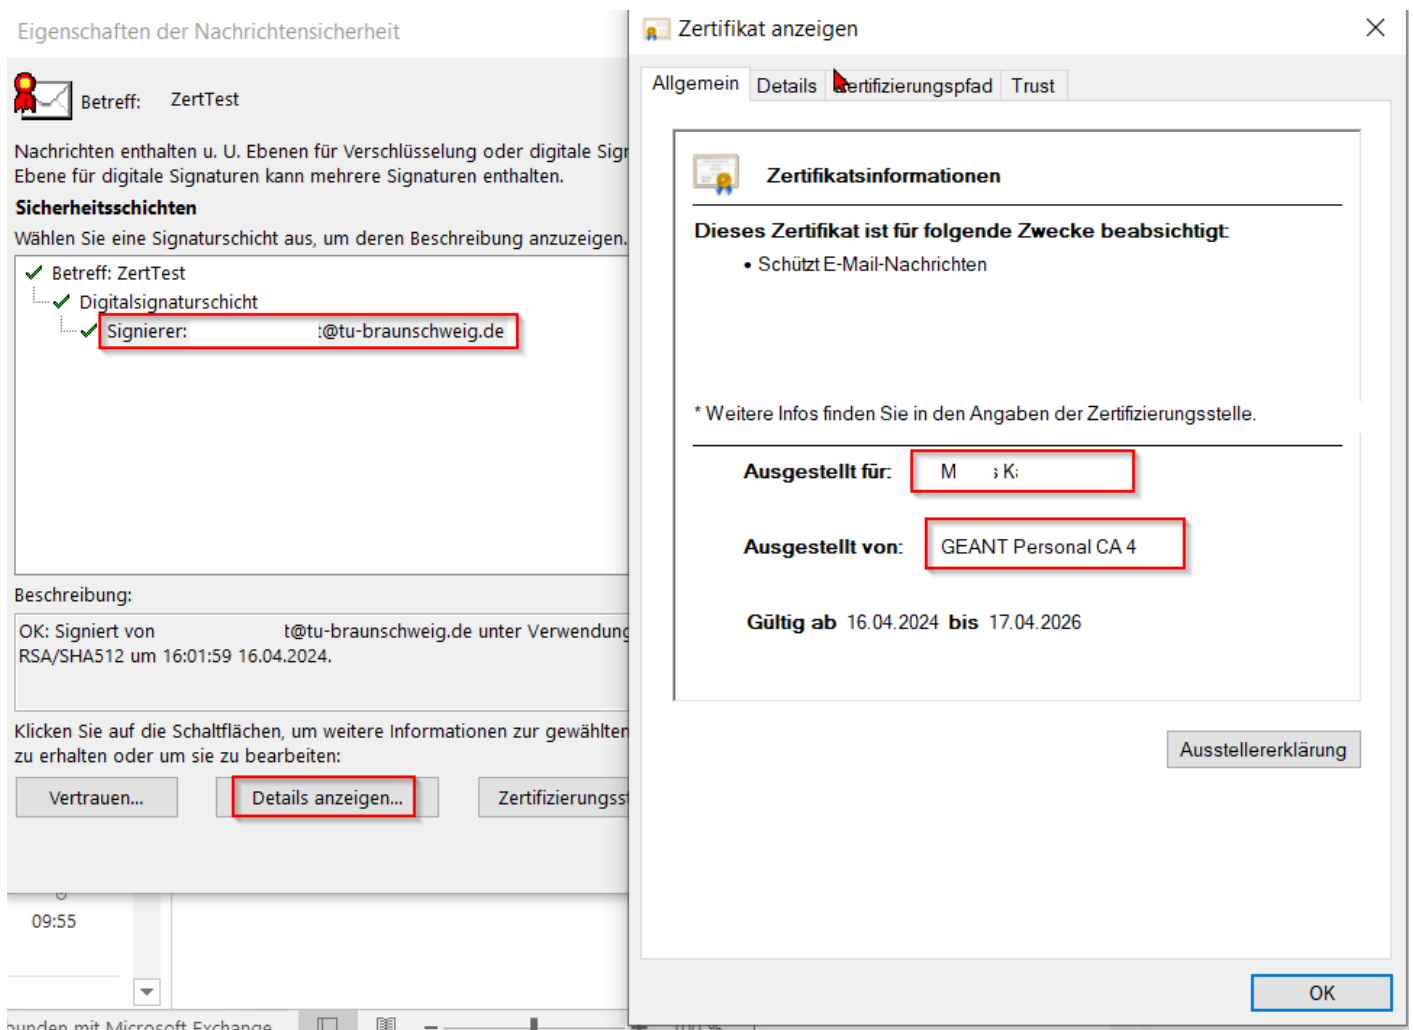 Eigenschaften der Nachrichtensicherheit
Betreff: ZertTest
Nachrichten enthalten u. U. Ebenen für Verschlüsselung oder digitale
Ebene für digitale Signaturen kann mehrere Signaturen enthalten.
Sicherheitsschichten
Wählen Sie eine Signaturschicht aus, um deren Beschreibung anzuzeigen.
Betreff: ZertTest
Digitalsignaturschicht
Signierer: t@tu-braunschweig.de
Beschreibung:
OK: Signiert von t@tu-braunschweig.de unter Verwendung
RSA/SHA512 um 16:01:59 16.04.2024.
Klicken Sie auf die Schaltflächen, um weitere Informationen zur gewählten
zu erhalten oder um sie zu bearbeiten:
Vertrauen...
Details anzeigen...
09:55
mit Microsoft Exchange
Zertifikat anzeigen
Allgemein
Details
Trust
Zertifikatsinformationen
Dieses Zertifikat ist für folgende Zwecke beabsichtigt:
• Schützt E-Mail-Nachrichten
* Weitere Infos finden Sie in den Angaben der Zertifizierungsstelle.
Ausgestellt für: M s K
Ausgestellt von: GEANT Personal CA 4
Gültig ab 16.04.2024 bis 17.04.2026
Ausstellererklärung
OK